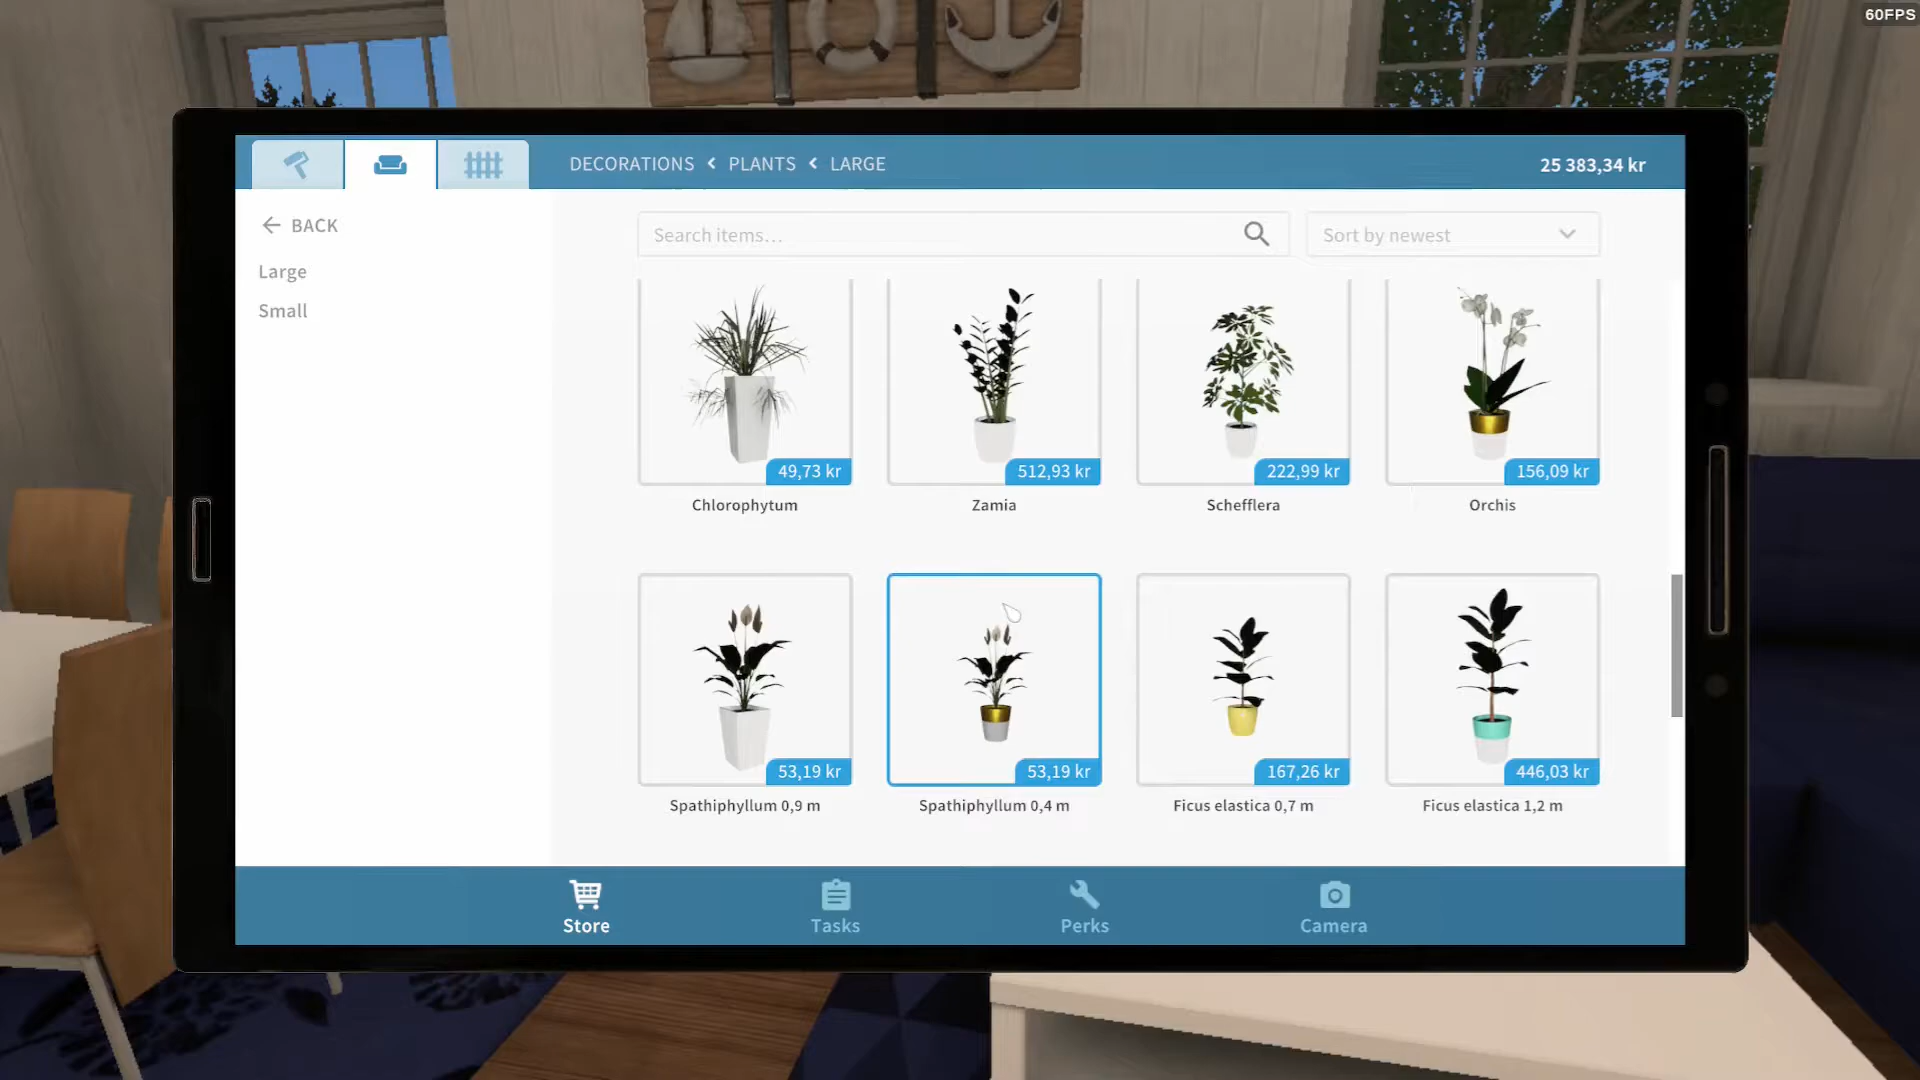 60FPS
DECORATIONS < PLANTS < LARGE
25 383,34 kr
BACK
Large
Small
Search items...
Sort by newest
49,73 kr
512,93 kr
222,99 kr
156,09 kr
Chlorophytum
Zamia
Schefflera
Orchis
53,19 kr
53,19 kr
167,26 kr
446,03 kr
Spathiphyllum 0,9 m
Spathiphyllum 0,4 m
Ficus elastica 0,7 m
Ficus elastica 1,2 m
Store
Tasks
Perks
Camera